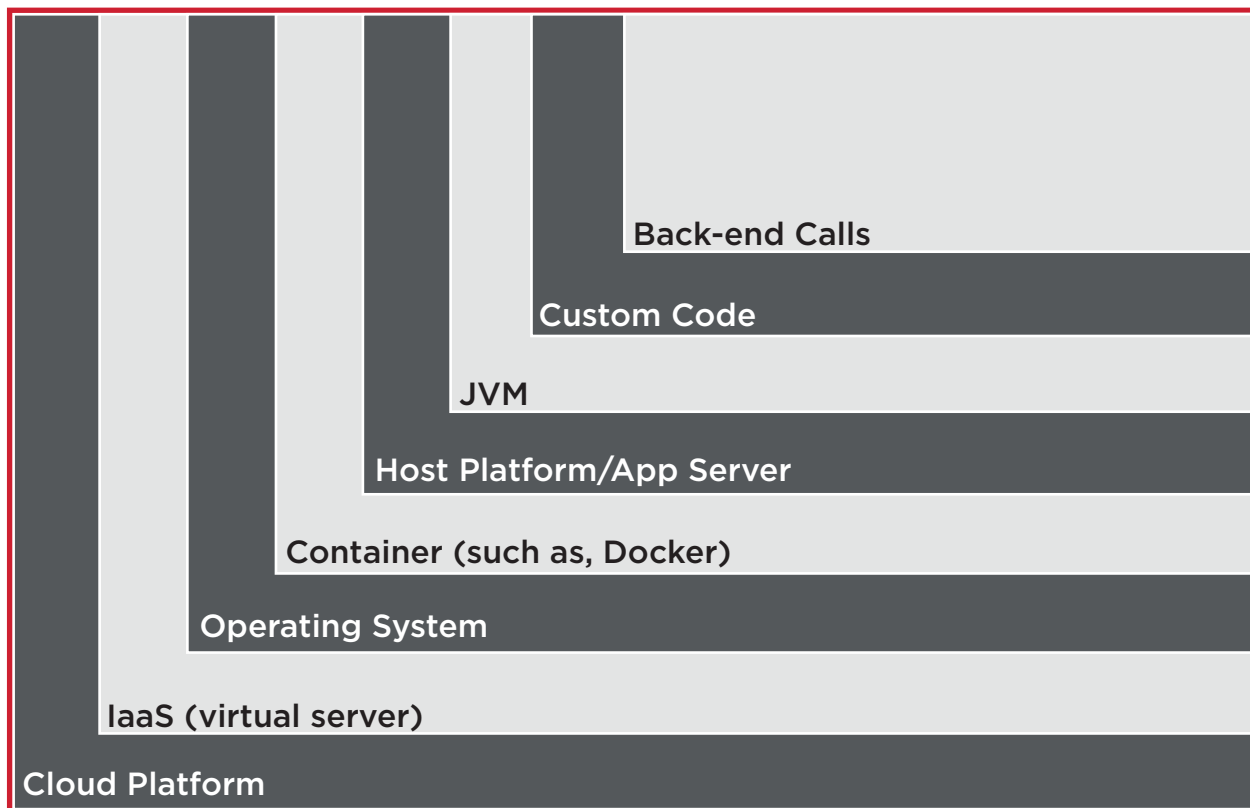 Back-end Calls
Custom Code
JVM
Host Platform/App Server
Container (such as, Docker)
Operating System
IaaS (virtual server)
Cloud Platform